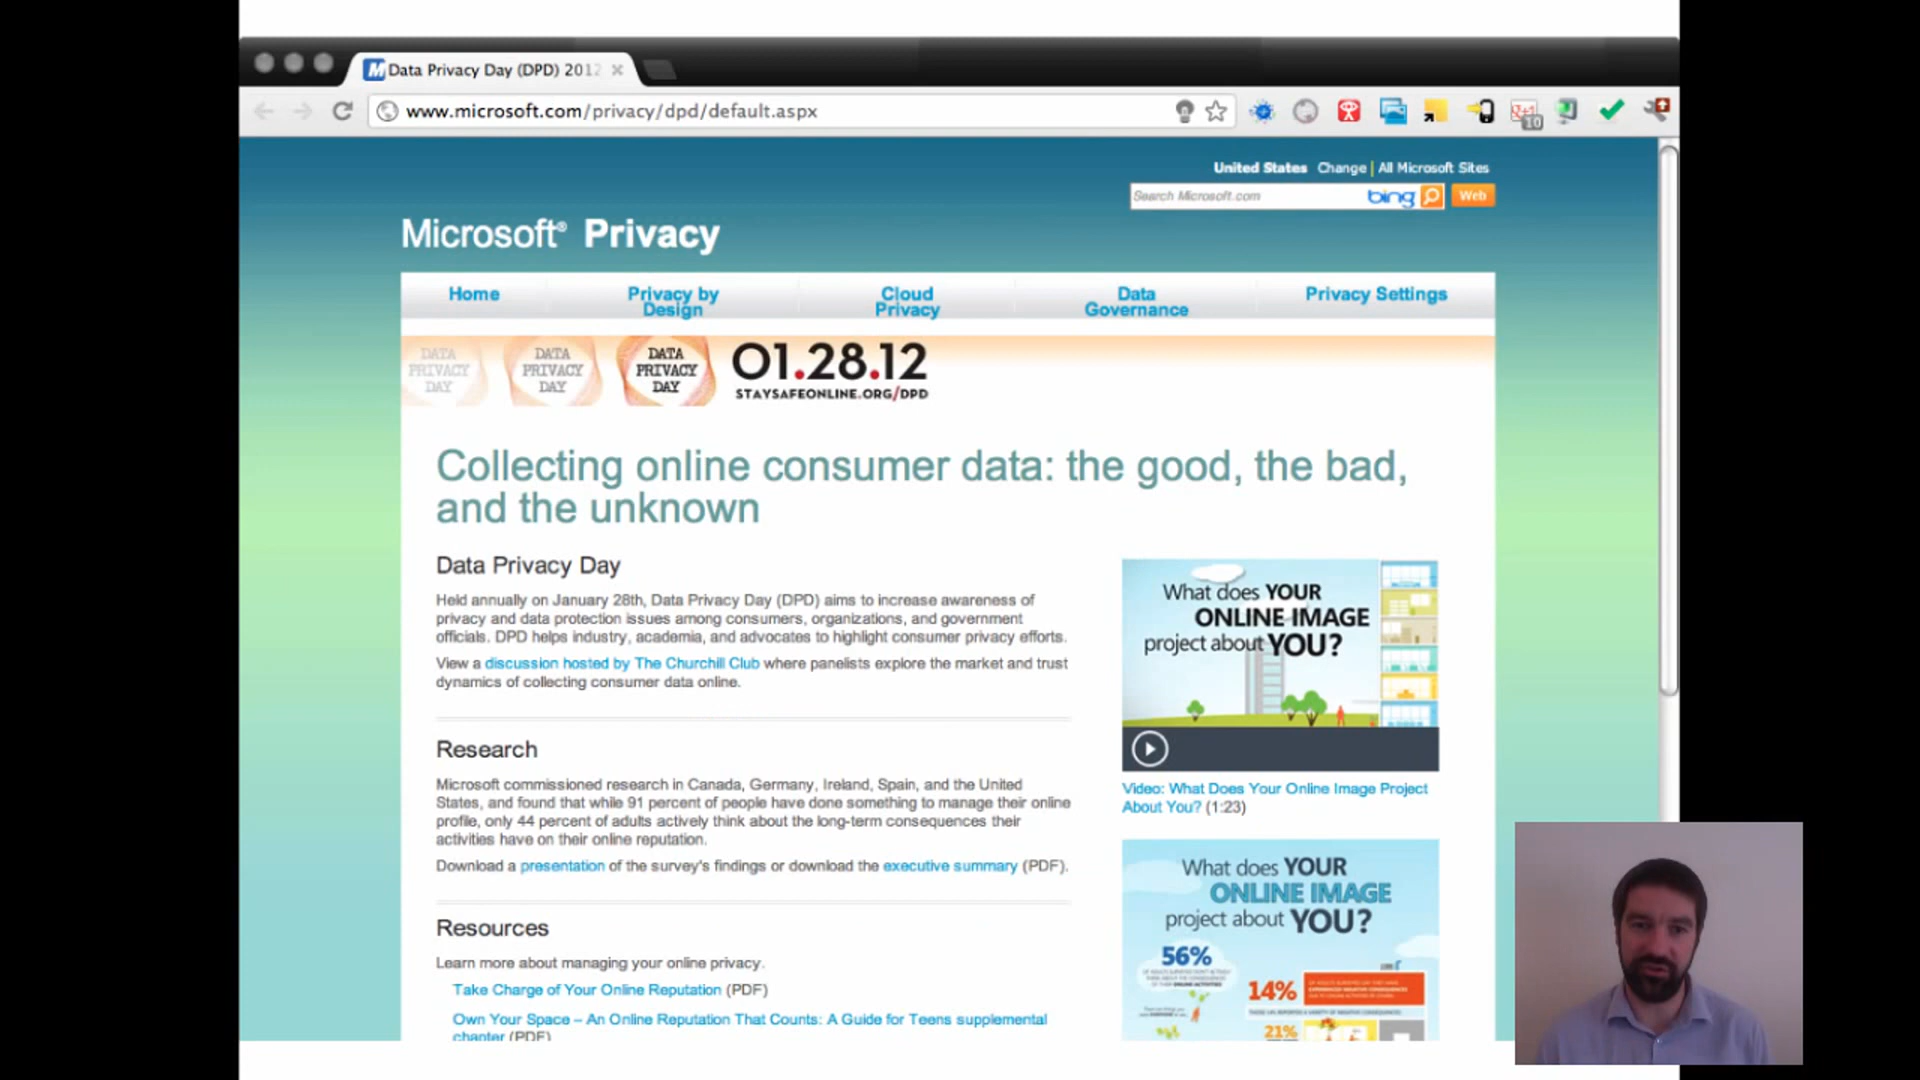 Data Privacy Day (DPD) 2012
www.microsoft.com/privacy/dpd/default.aspx
10
United States Change | All Microsoft Sites
Search Microsoft.com bing Web
Microsoft® Privacy
Home
Privacy by
Design
Cloud
Privacy
Data
Governance
Privacy Settings
DATA
PRIVACY
DAY
DATA
PRIVACY
DAY
DATA
PRIVACY
DAY
01.28.12
STAYSAFEONLINE.ORG/DPD
Collecting online consumer data: the good, the bad,
and the unknown
Data Privacy Day
Held annually on January 28th, Data Privacy Day (DPD) aims to increase awareness of
privacy and data protection issues among consumers, organizations, and government
officials. DPD helps industry, academia, and advocates to highlight consumer privacy efforts.
View a discussion hosted by The Churchill Club where panelists explore the market and trust
dynamics of collecting consumer data online.
Research
Microsoft commissioned research in Canada, Germany, Ireland, Spain, and the United
States, and found that while 91 percent of people have done something to manage their online
profile, only 44 percent of adults actively think about the long-term consequences their
activities have on their online reputation.
Download a presentation of the survey's findings or download the executive summary (PDF).
Resources
Learn more about managing your online privacy.
Take Charge of Your Online Reputation (PDF)
Own Your Space – An Online Reputation That Counts: A Guide for Teens supplemental
chapter (PDF)
What does YOUR
ONLINE IMAGE
project about YOU?
Video: What Does Your Online Image Project
About You? (1:23)
What does YOUR
ONLINE IMAGE
project about YOU?
56%
14%
21%